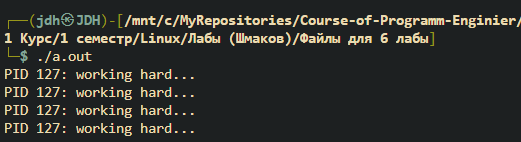 ┌──(jdh㉿JDH)-[/mnt/c/MyRepositories/Course-of-Programm-Enginier/
1 Курс/1 семестр/Linux/Лабы (Шмаков)/Файлы для 6 лабы]
└─$ ./a.out
PID 127: working hard...
PID 127: working hard...
PID 127: working hard...
PID 127: working hard...